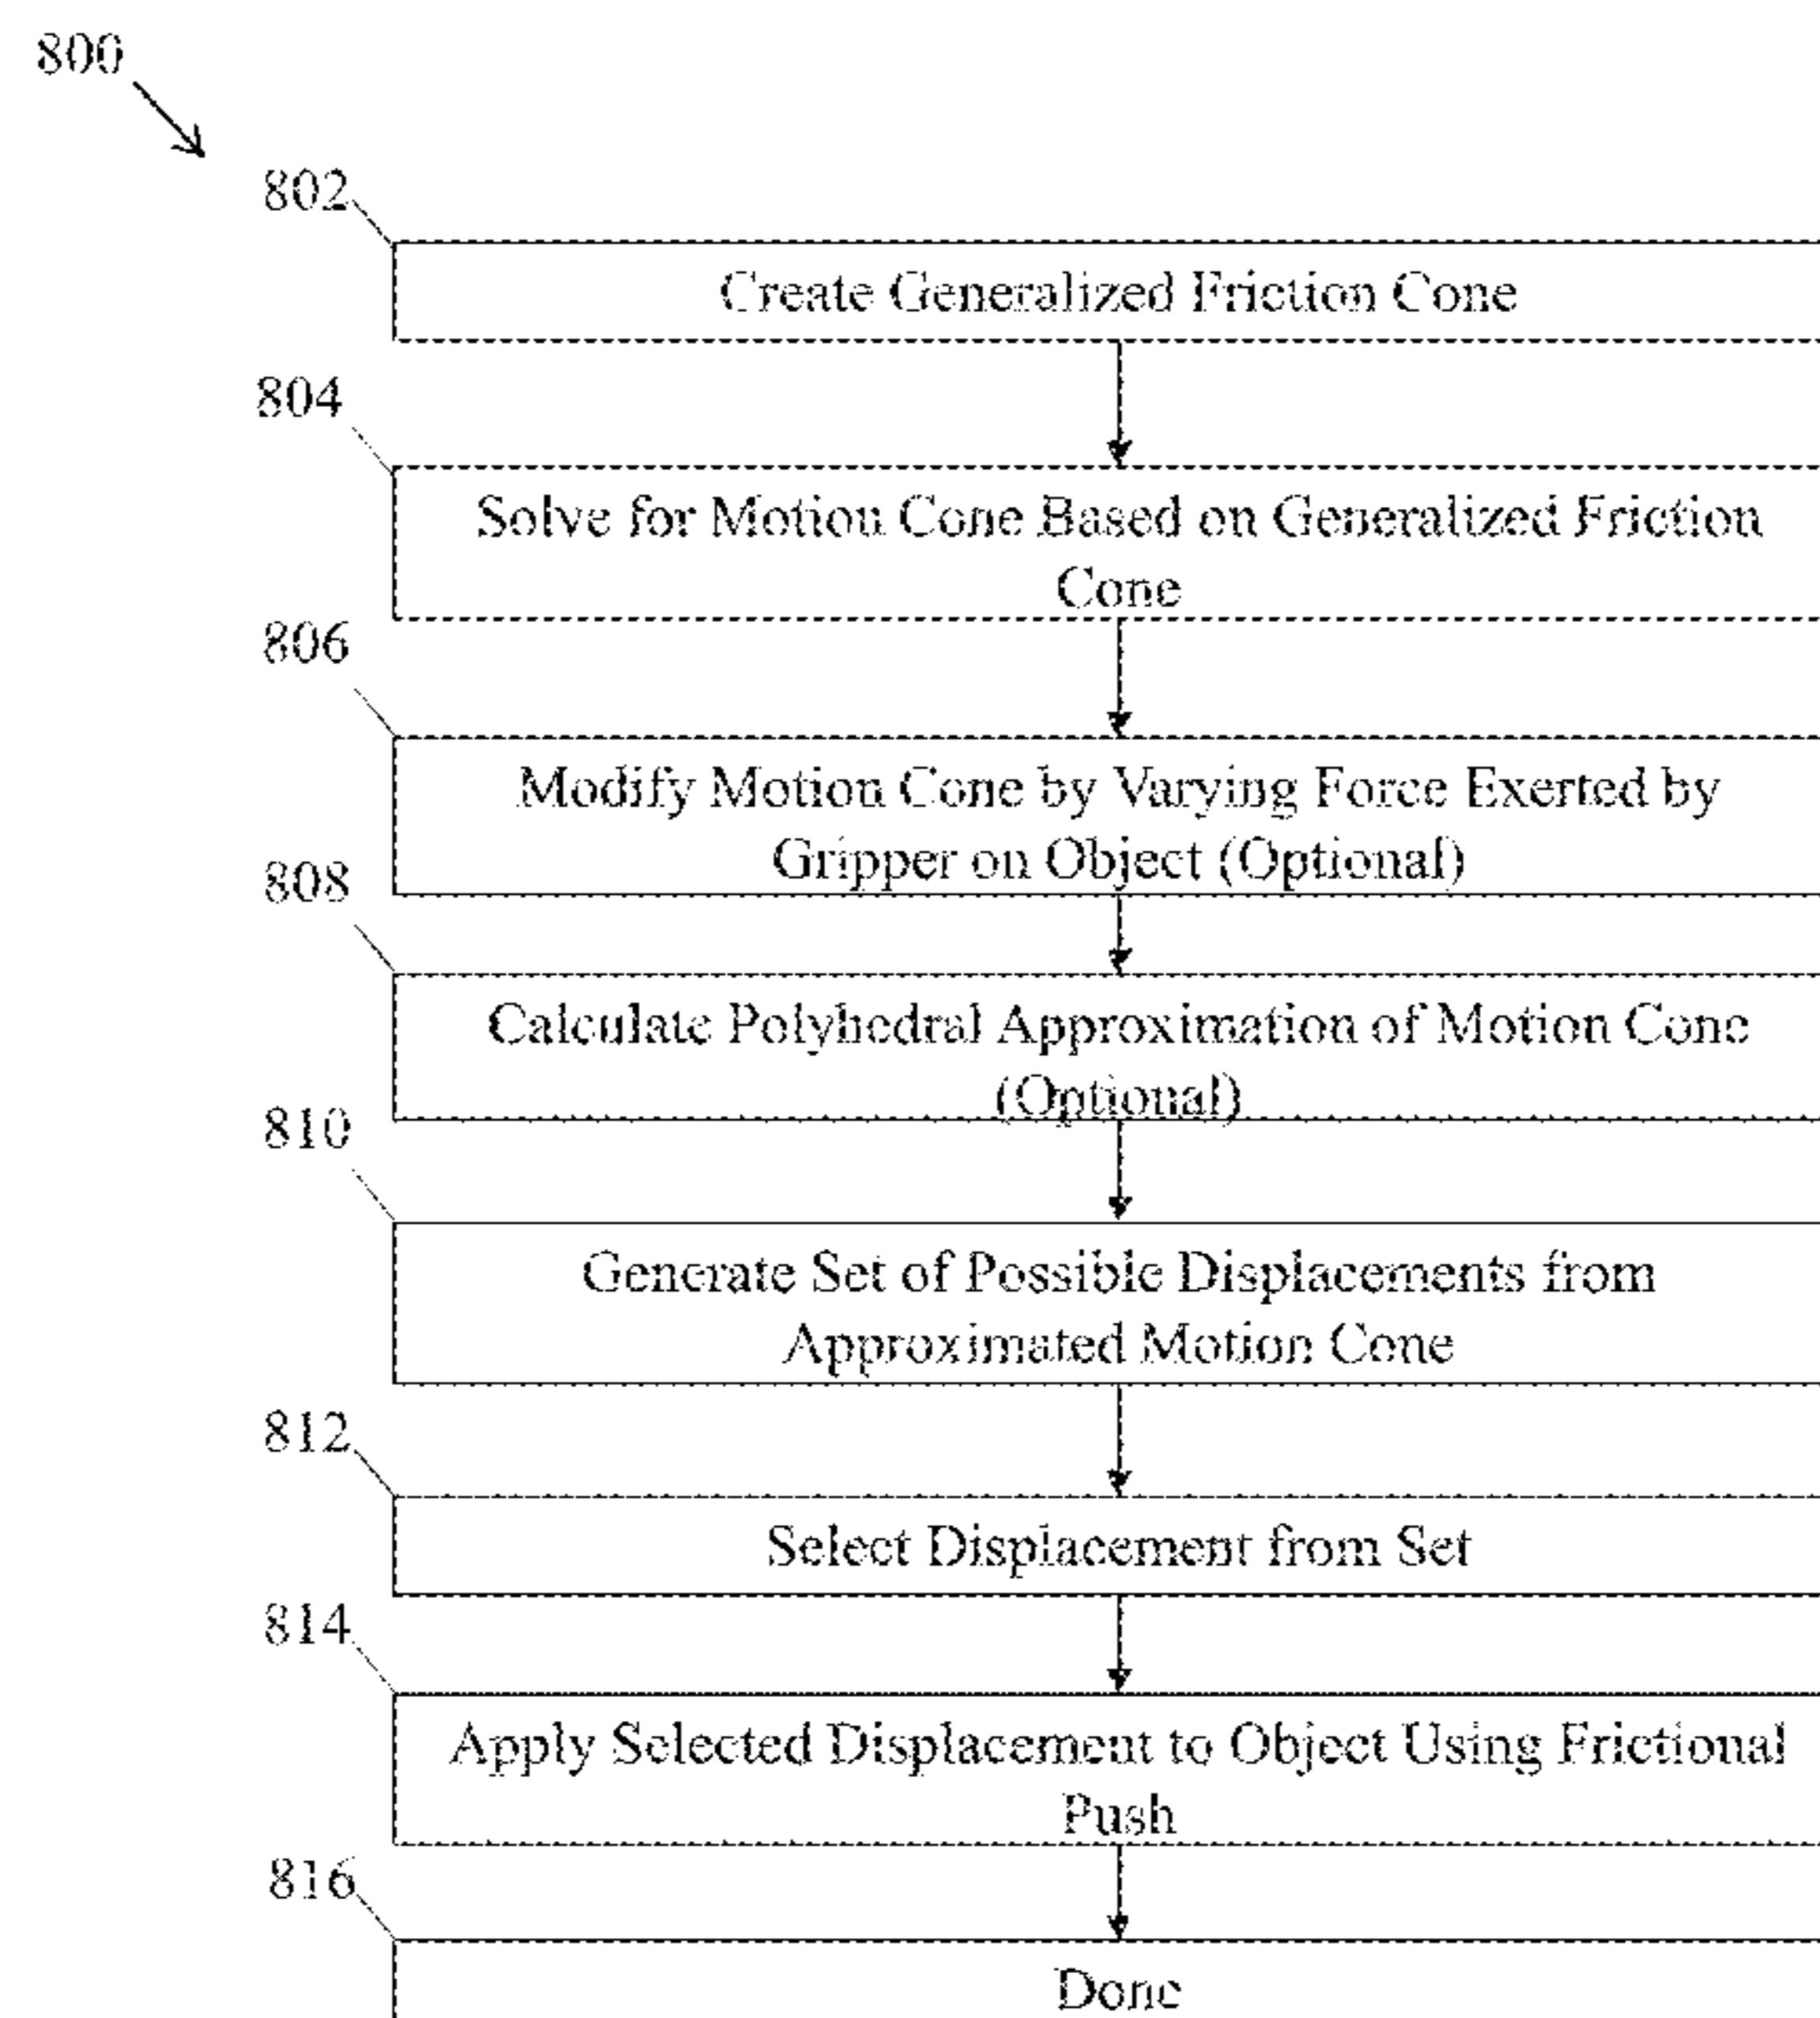 800
802
Create Generalized Friction Cone
804
Solve for Motion Cone Based on Generalized Friction
Cone
806
Modify Motion Cone by Varying Force Exerted by
Gripper on Object (Optional)
808
Calculate Polyhedral Approximation of Motion Cone
(Optional)
810
Generate Set of Possible Displacements from
Approximated Motion Cone
812
Select Displacement from Set
814
Apply Selected Displacement to Object Using Frictional
Push
816
Done